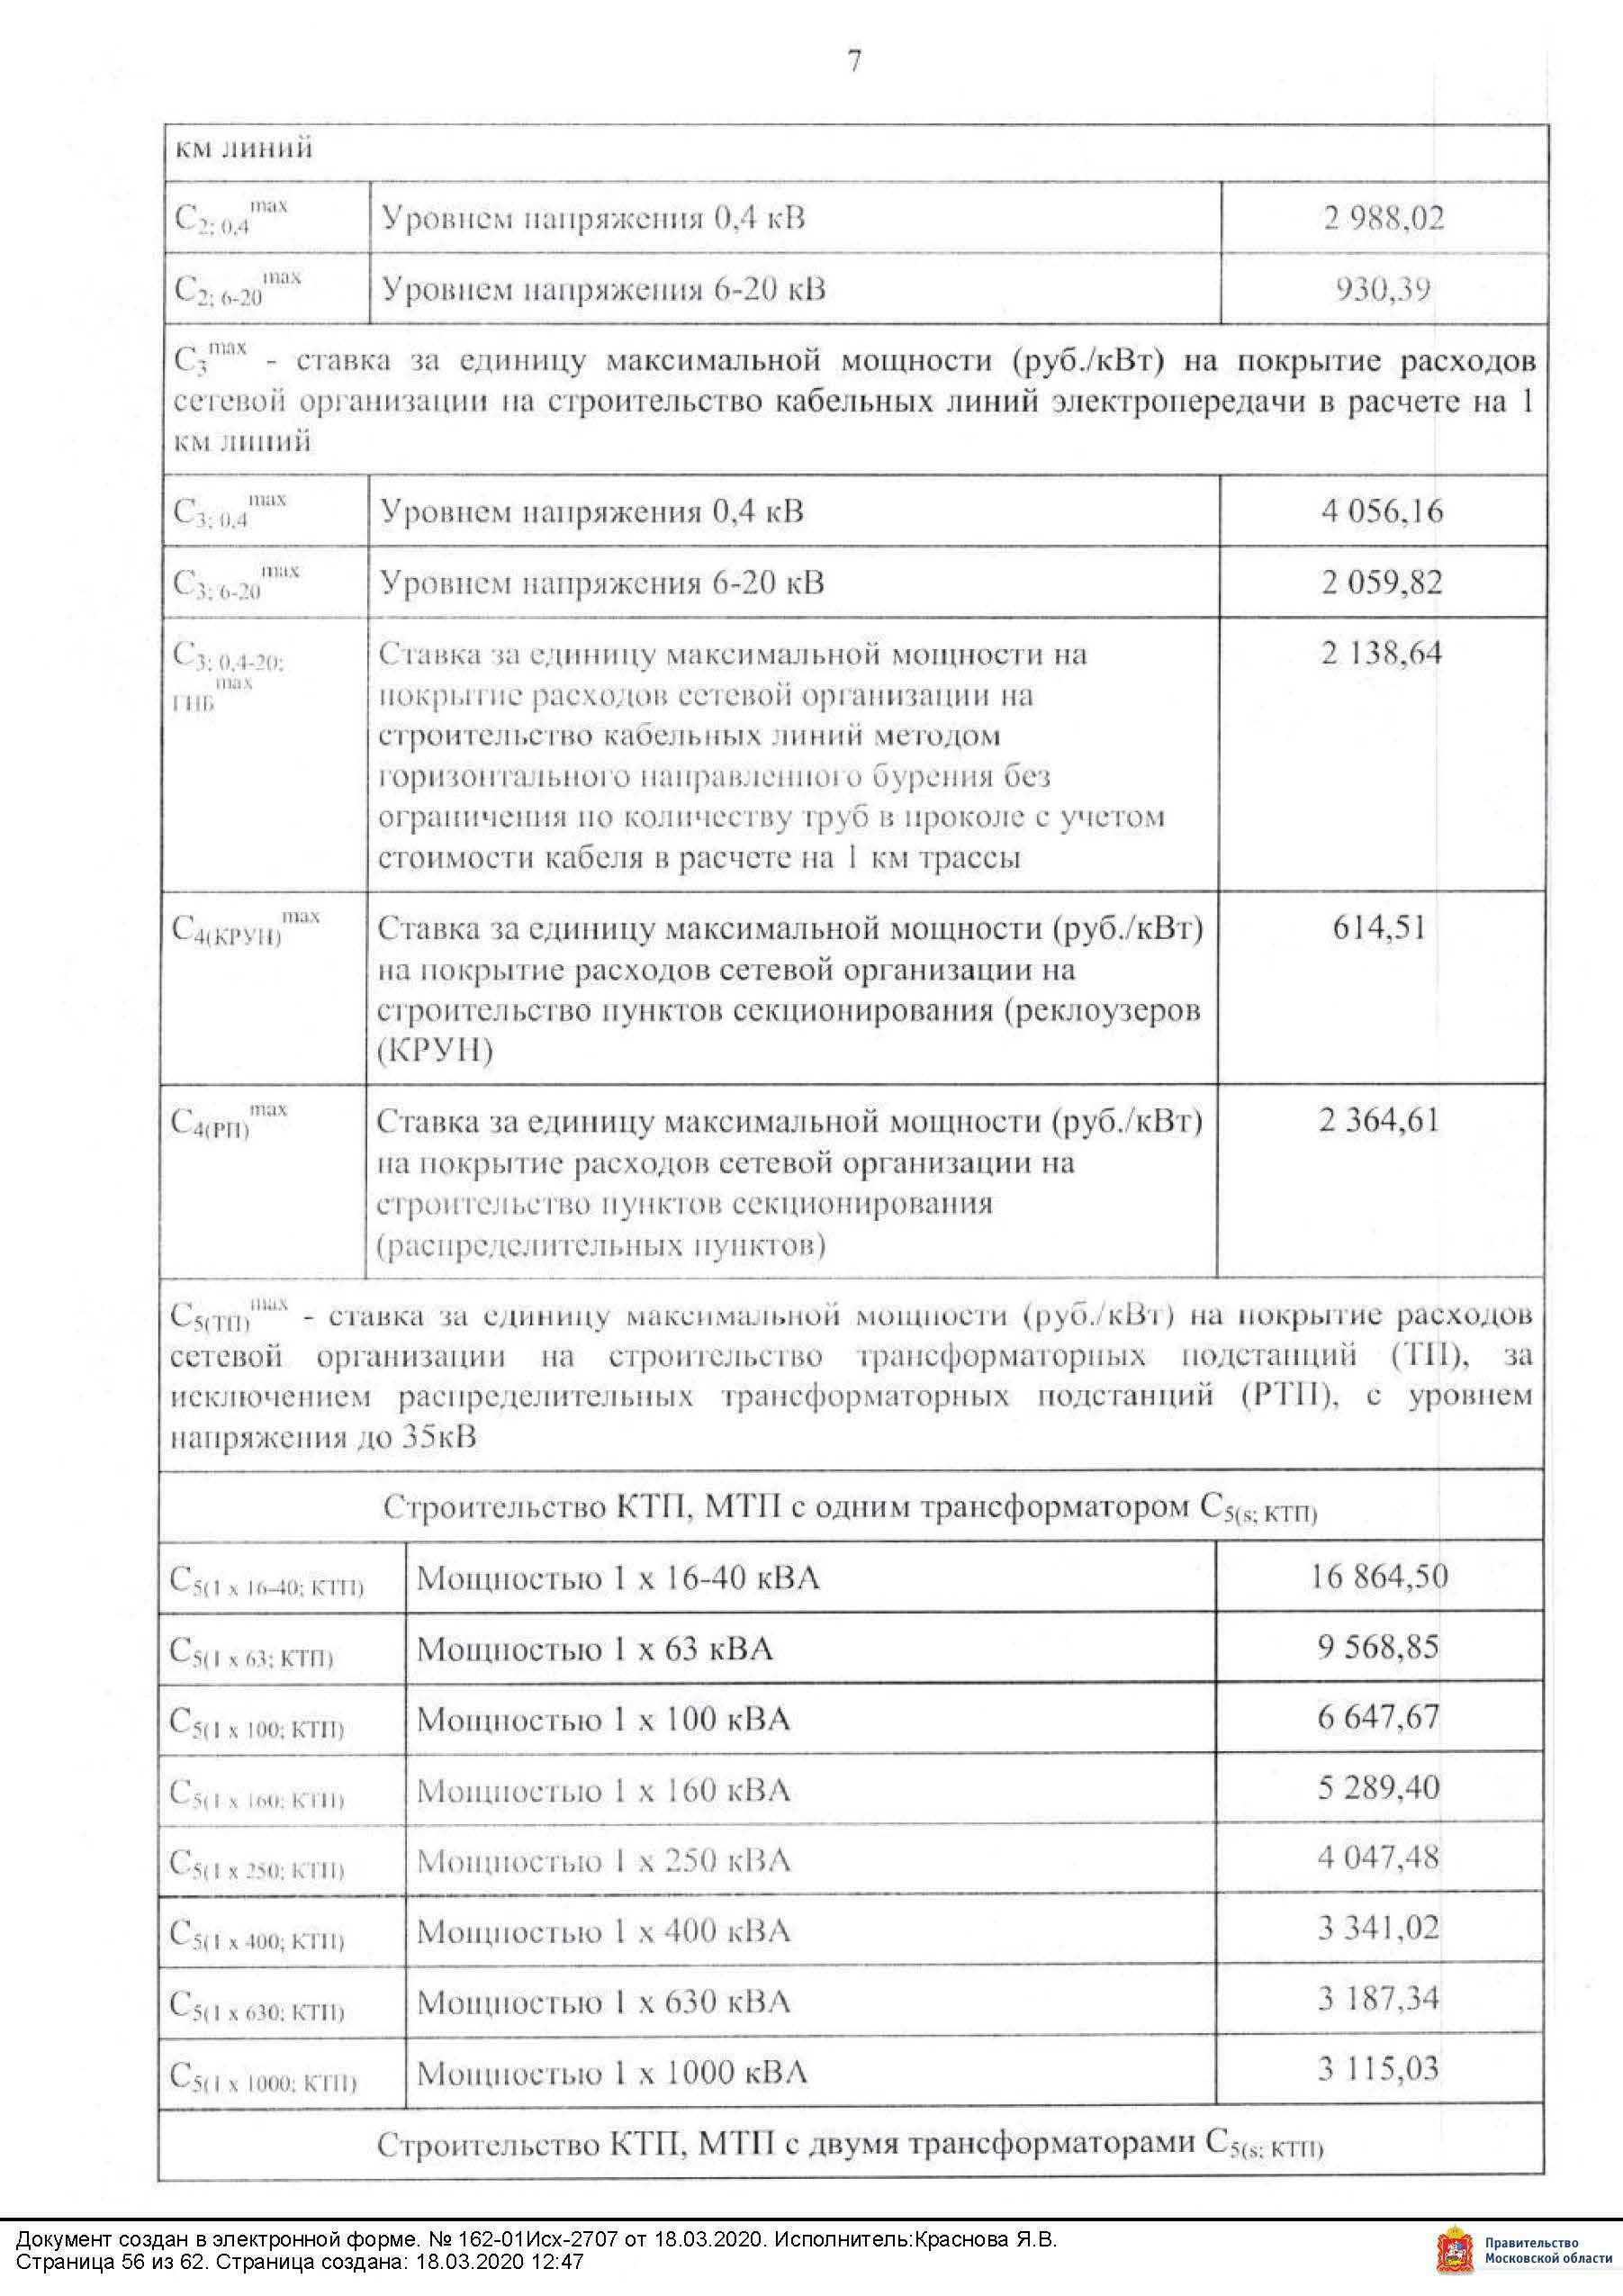 7
км линий
C2; 0,4 max Уровнем напряжения 0,4 кВ 2 988,02
C2; 6-20 max Уровнем напряжения 6-20 кВ 930,39
C3 max - ставка за единицу максимальной мощности (руб./кВт) на покрытие расходов
сетевой организации на строительство кабельных линий электропередачи в расчете на 1
км линий
C3; 0,4 max Уровнем напряжения 0,4 кВ 4 056,16
C3; 6-20 max Уровнем напряжения 6-20 кВ 2 059,82
C3; 0,4-20; ГНБ max Ставка за единицу максимальной мощности на 2 138,64
покрытие расходов сетевой организации на
строительство кабельных линий методом
горизонтального направленного бурения без
ограничения по количеству труб в проколе с учетом
стоимости кабеля в расчете на 1 км трассы
C4(КРУН) max Ставка за единицу максимальной мощности (руб./кВт) 614,51
на покрытие расходов сетевой организации на
строительство пунктов секционирования (реклоузеров
(КРУН)
C4(РП) max Ставка за единицу максимальной мощности (руб./кВт) 2 364,61
на покрытие расходов сетевой организации на
строительство пунктов секционирования
(распределительных пунктов)
C5(ТП) max - ставка за единицу максимальной мощности (руб./кВт) на покрытие расходов
сетевой организации на строительство трансформаторных подстанций (ТП), за
исключением распределительных трансформаторных подстанций (РТП), с уровнем
напряжения до 35кВ
Строительство КТП, МТП с одним трансформатором C5(s; КТП)
C5(1 x 16-40; КТП) Мощностью 1 x 16-40 кВА 16 864,50
C5(1 x 63; КТП) Мощностью 1 x 63 кВА 9 568,85
C5(1 x 100; КТП) Мощностью 1 x 100 кВА 6 647,67
C5(1 x 160; КТП) Мощностью 1 x 160 кВА 5 289,40
C5(1 x 250; КТП) Мощностью 1 x 250 кВА 4 047,48
C5(1 x 400; КТП) Мощностью 1 x 400 кВА 3 341,02
C5(1 x 630; КТП) Мощностью 1 x 630 кВА 3 187,34
C5(1 x 1000; КТП) Мощностью 1 x 1000 кВА 3 115,03
Строительство КТП, МТП с двумя трансформаторами C5(s; КТП)
Документ создан в электронной форме. № 162-01Исх-2707 от 18.03.2020. Исполнитель:Краснова Я.В.
Страница 56 из 62. Страница создана: 18.03.2020 12:47
Правительство
Московской области